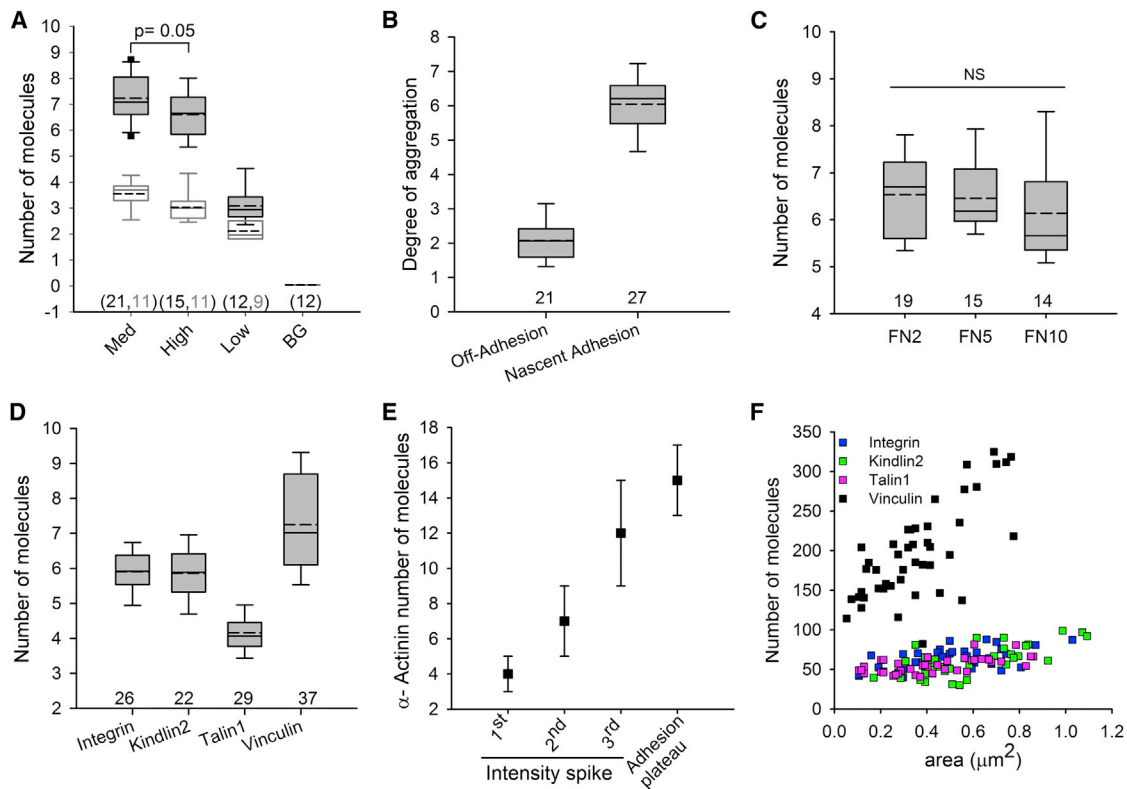 A
p= 0.05
Number of molecules
10
9
8
7
6
5
4
3
2
1
0
-1
(21,11) (15,11) (12,9) (12)
Med High Low BG
B
Degree of aggregation
8
7
6
5
4
3
2
1
0
21 27
Off-Adhesion Nascent Adhesion
C
NS
Number of molecules
10
9
8
7
6
5
4
19 15 14
FN2 FN5 FN10
D
Number of molecules
10
9
8
7
6
5
4
3
2
26 22 29 37
Integrin Kindlin2 Talin1 Vinculin
E
α- Actinin number of molecules
18
16
14
12
10
8
6
4
2
1st 2nd 3rd Adhesion
plateau
Intensity spike
F
Integrin
Kindlin2
Talin1
Vinculin
Number of molecules
350
300
250
200
150
100
50
0
0.0 0.2 0.4 0.6 0.8 1.0 1.2
area (μm2)